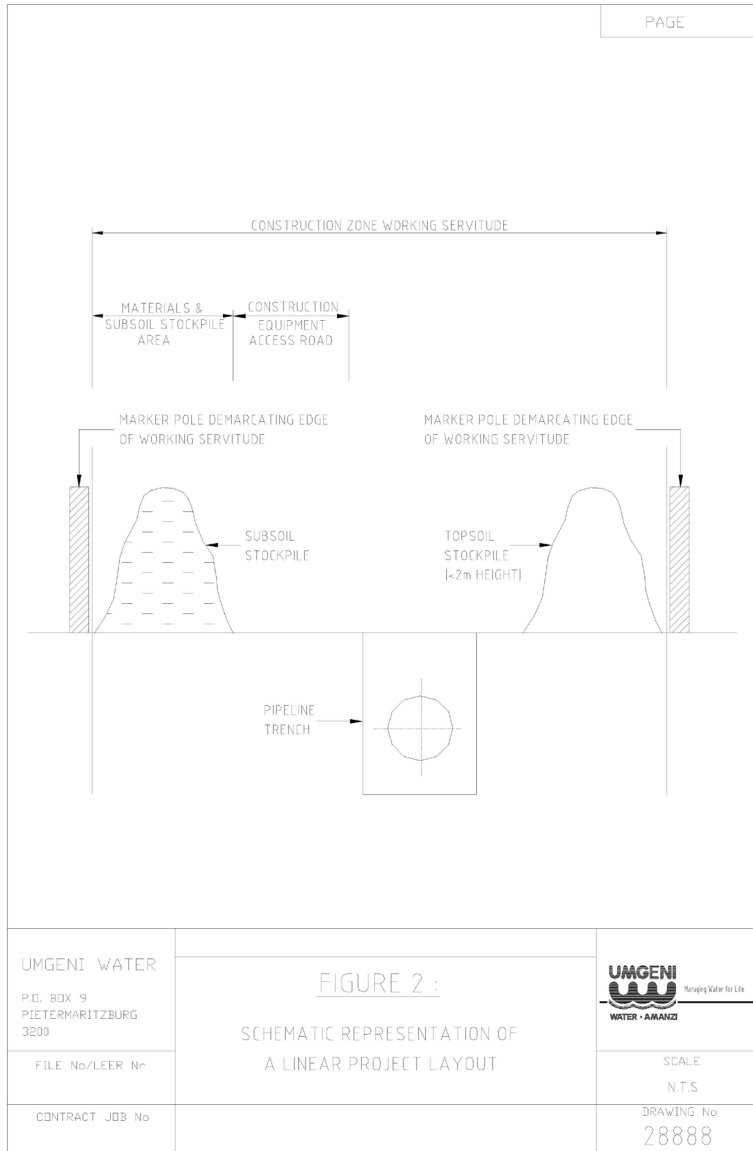 PAGE
CONSTRUCTION ZONE WORKING SERVITUDE
MATERIALS &
SUBSOIL STOCKPILE
AREA
CONSTRUCTION
EQUIPMENT
ACCESS ROAD
MARKER POLE DEMARCATING EDGE
OF WORKING SERVITUDE
MARKER POLE DEMARCATING EDGE
OF WORKING SERVITUDE
SUBSOIL
STOCKPILE
TOPSOIL
STOCKPILE
(<2m HEIGHT)
PIPELINE
TRENCH
UMGENI WATER
P.O. BOX 9
PIETERMARITZBURG
3200
FILE No/LEER Nr
CONTRACT JOB No
FIGURE 2 :
SCHEMATIC REPRESENTATION OF
A LINEAR PROJECT LAYOUT
UMGENI
WATER • AMANZI
Managing Water for Life
SCALE
N.T.S
DRAWING No
28888